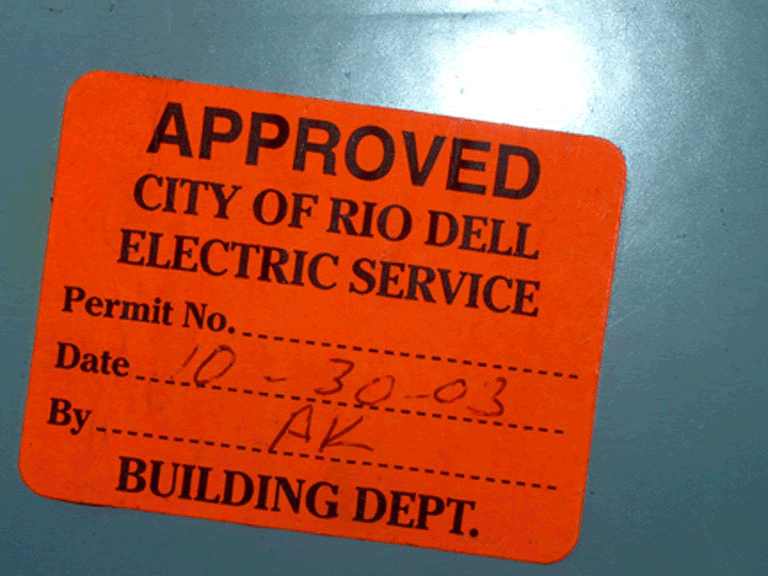 APPROVED
CITY OF RIO DELL
ELECTRIC SERVICE
Permit No.
Date 10-30-03
By AK
BUILDING DEPT.